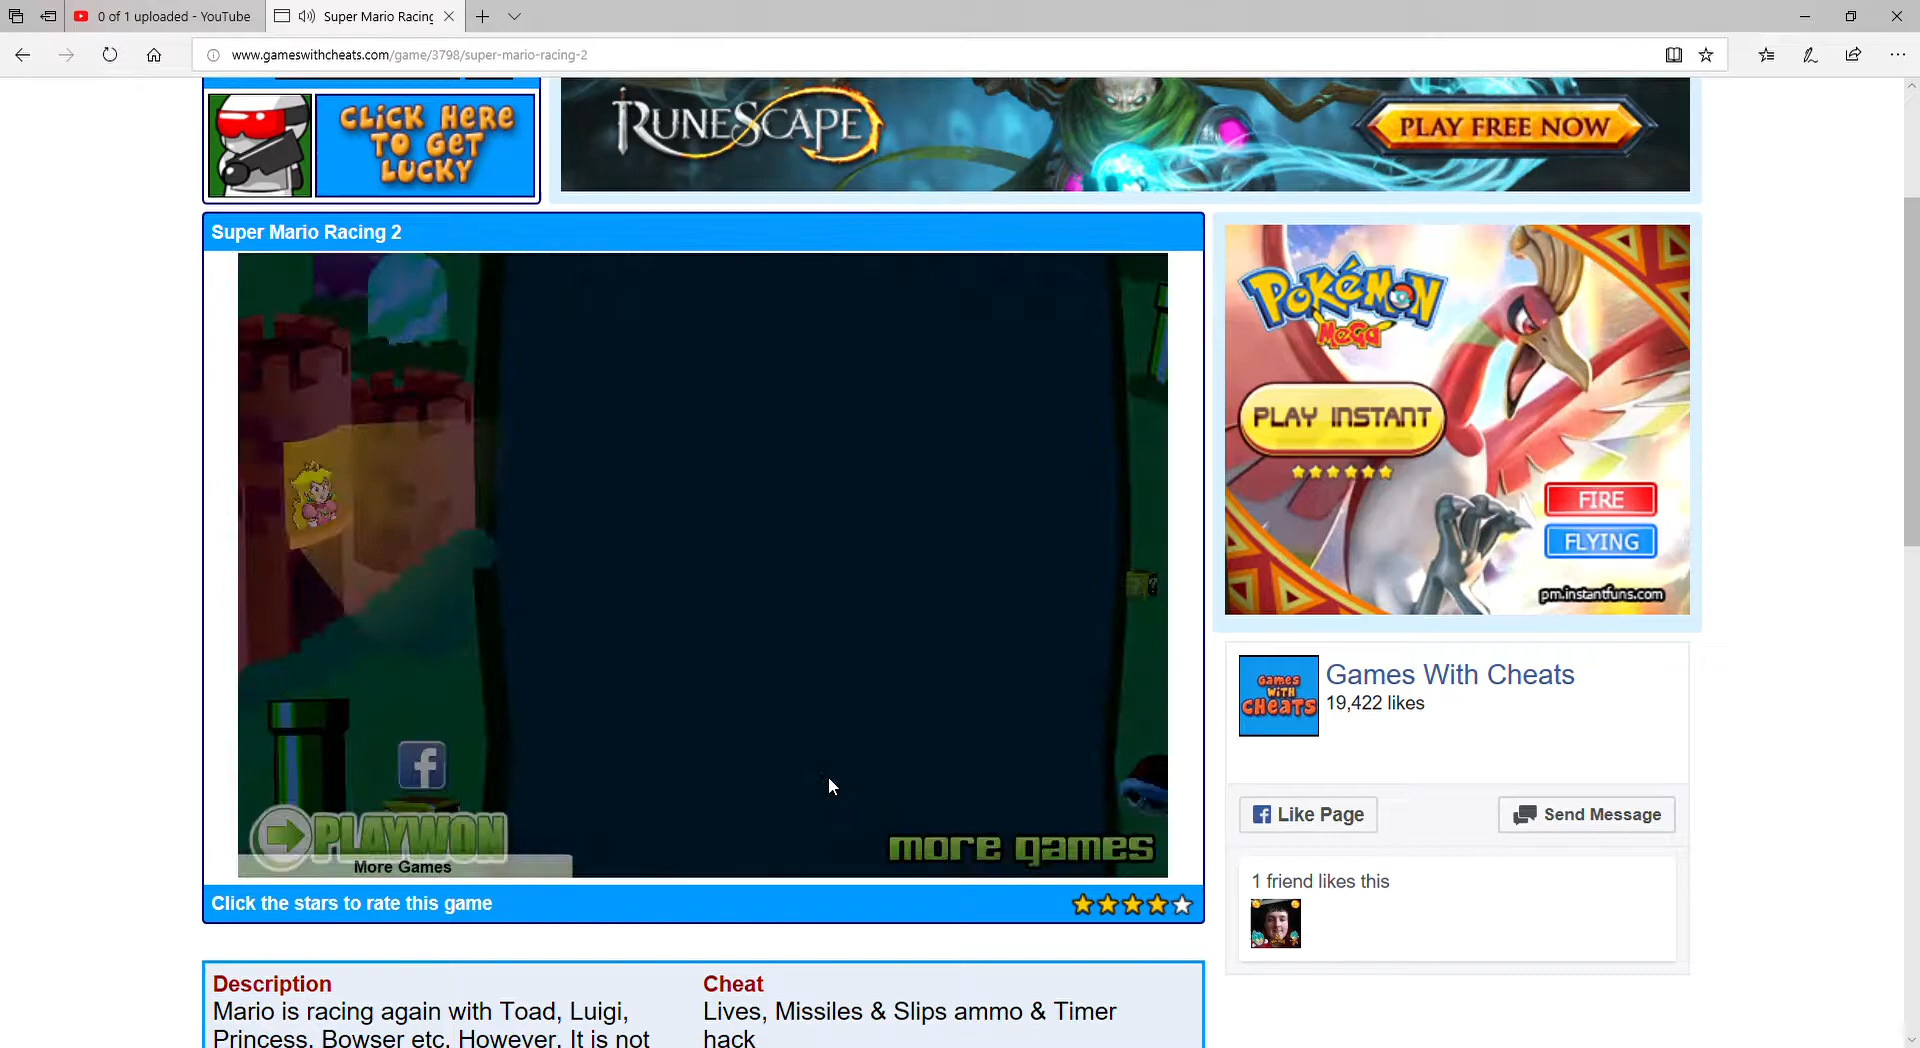 0 of 1 uploaded - YouTube
Super Mario Racing
www.gameswithcheats.com/game/3798/super-mario-racing-2
CLiCK HERE
TO GET
LUCKY
RUNESCAPE
PLAY FREE NOW
Super Mario Racing 2
POKéMON
MeGa
PLAY INSTANT
FIRE
FLYING
pm.instantfuns.com
Games With Cheats
19,422 likes
GaMes
WiTH
CHEATS
Like Page
Send Message
1 friend likes this
PLAYWON
More Games
more games
Click the stars to rate this game
Description
Mario is racing again with Toad, Luigi,
Princess, Bowser etc. However, It is not
Cheat
Lives, Missiles & Slips ammo & Timer
hack